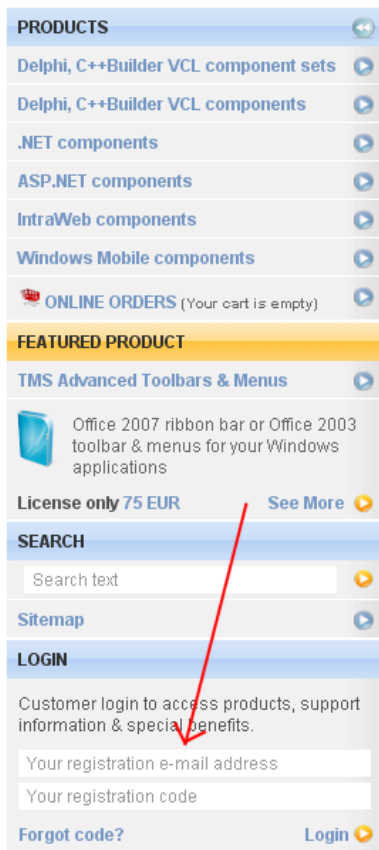 PRODUCTS
Delphi, C++Builder VCL component sets
Delphi, C++Builder VCL components
.NET components
ASP.NET components
IntraWeb components
Windows Mobile components
ONLINE ORDERS (Your cart is empty)
FEATURED PRODUCT
TMS Advanced Toolbars & Menus
Office 2007 ribbon bar or Office 2003
toolbar & menus for your Windows
applications
License only 75 EUR See More
SEARCH
Search text
Sitemap
LOGIN
Customer login to access products, support
information & special benefits.
Your registration e-mail address
Your registration code
Forgot code? Login